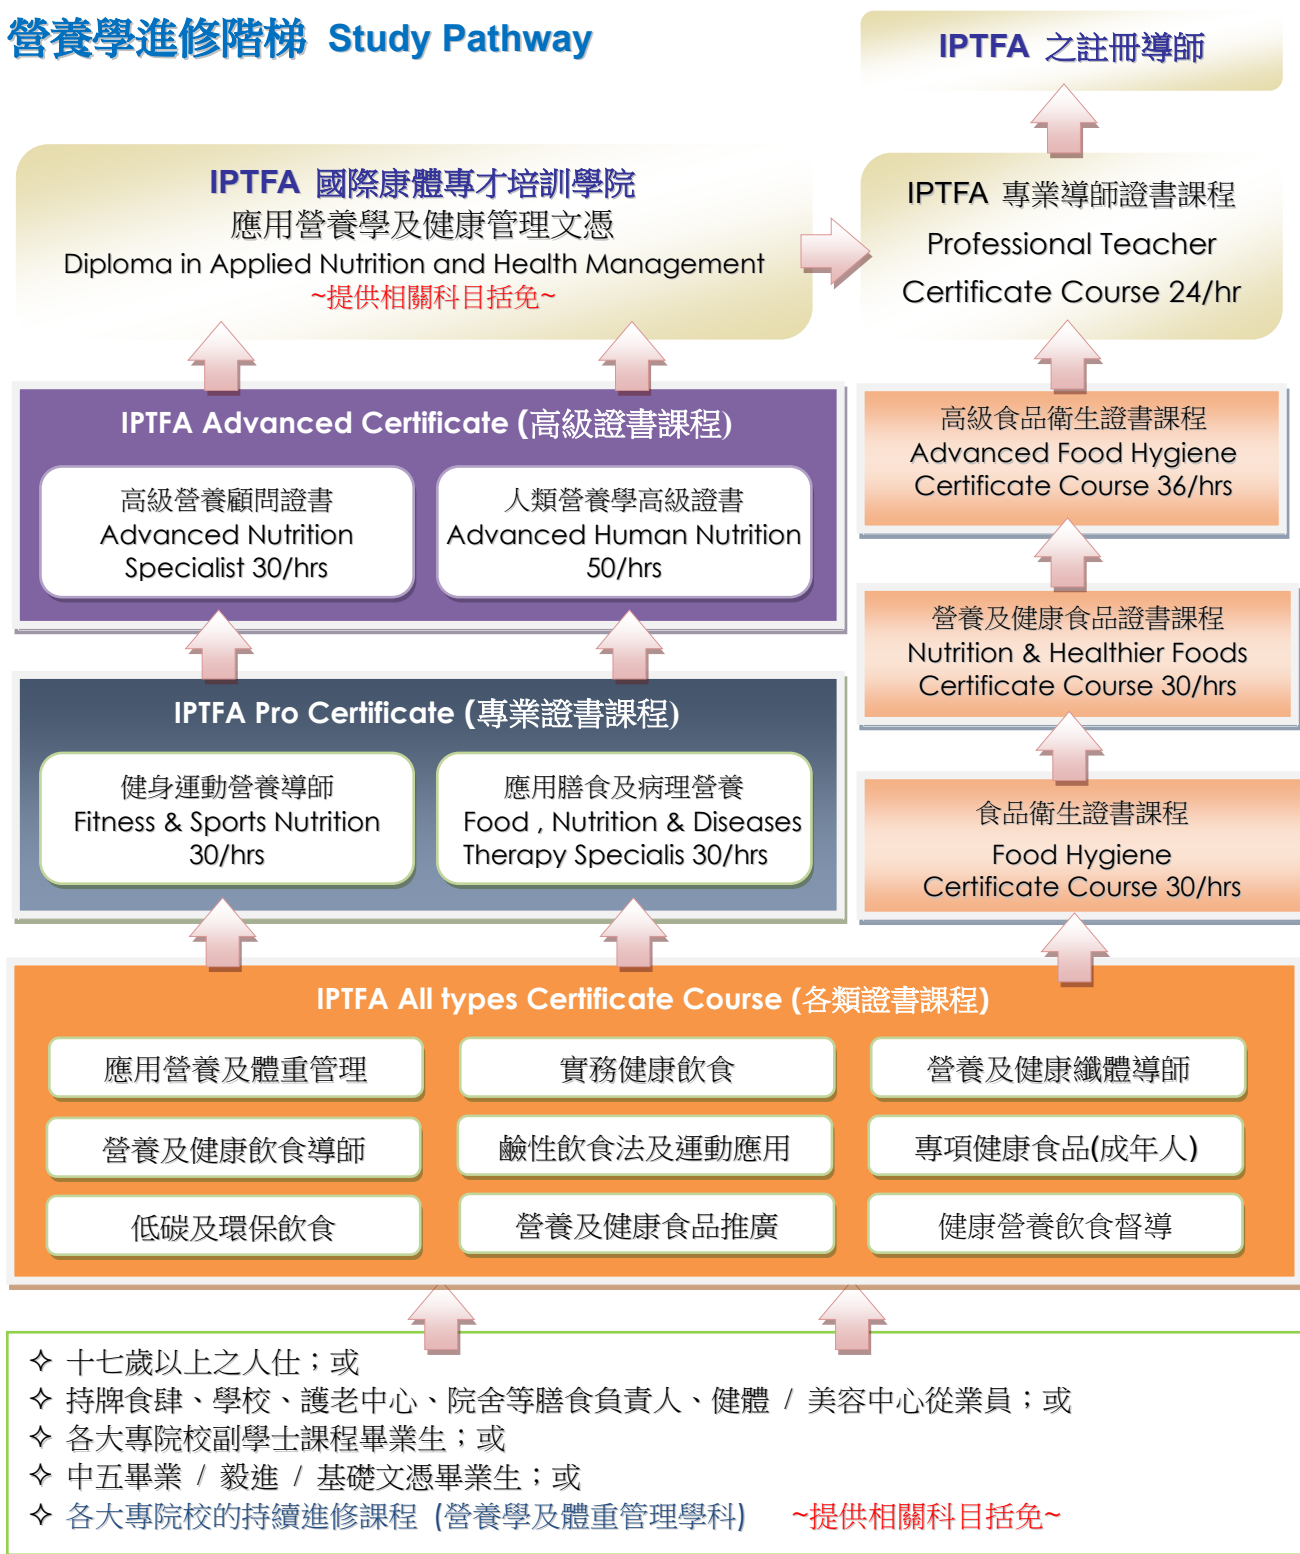 營養學進修階梯 Study Pathway
IPTFA 之註冊導師
IPTFA 國際康體專才培訓學院
應用營養學及健康管理文憑
Diploma in Applied Nutrition and Health Management
~提供相關科目括免~
IPTFA 專業導師證書課程
Professional Teacher
Certificate Course 24/hr
IPTFA Advanced Certificate (高級證書課程)
高級營養顧問證書
Advanced Nutrition
Specialist 30/hrs
人類營養學高級證書
Advanced Human Nutrition
50/hrs
高級食品衛生證書課程
Advanced Food Hygiene
Certificate Course 36/hrs
營養及健康食品證書課程
Nutrition & Healthier Foods
Certificate Course 30/hrs
IPTFA Pro Certificate (專業證書課程)
健身運動營養導師
Fitness & Sports Nutrition
30/hrs
應用膳食及病理營養
Food , Nutrition & Diseases
Therapy Specialis 30/hrs
食品衛生證書課程
Food Hygiene
Certificate Course 30/hrs
IPTFA All types Certificate Course (各類證書課程)
應用營養及體重管理
實務健康飲食
營養及健康纖體導師
營養及健康飲食導師
鹼性飲食法及運動應用
專項健康食品(成年人)
低碳及環保飲食
營養及健康食品推廣
健康營養飲食督導
✧ 十七歲以上之人仕；或
✧ 持牌食肆、學校、護老中心、院舍等膳食負責人、健體 / 美容中心從業員；或
✧ 各大專院校副學士課程畢業生；或
✧ 中五畢業 / 毅進 / 基礎文憑畢業生；或
✧ 各大專院校的持續進修課程 (營養學及體重管理學科) ~提供相關科目括免~